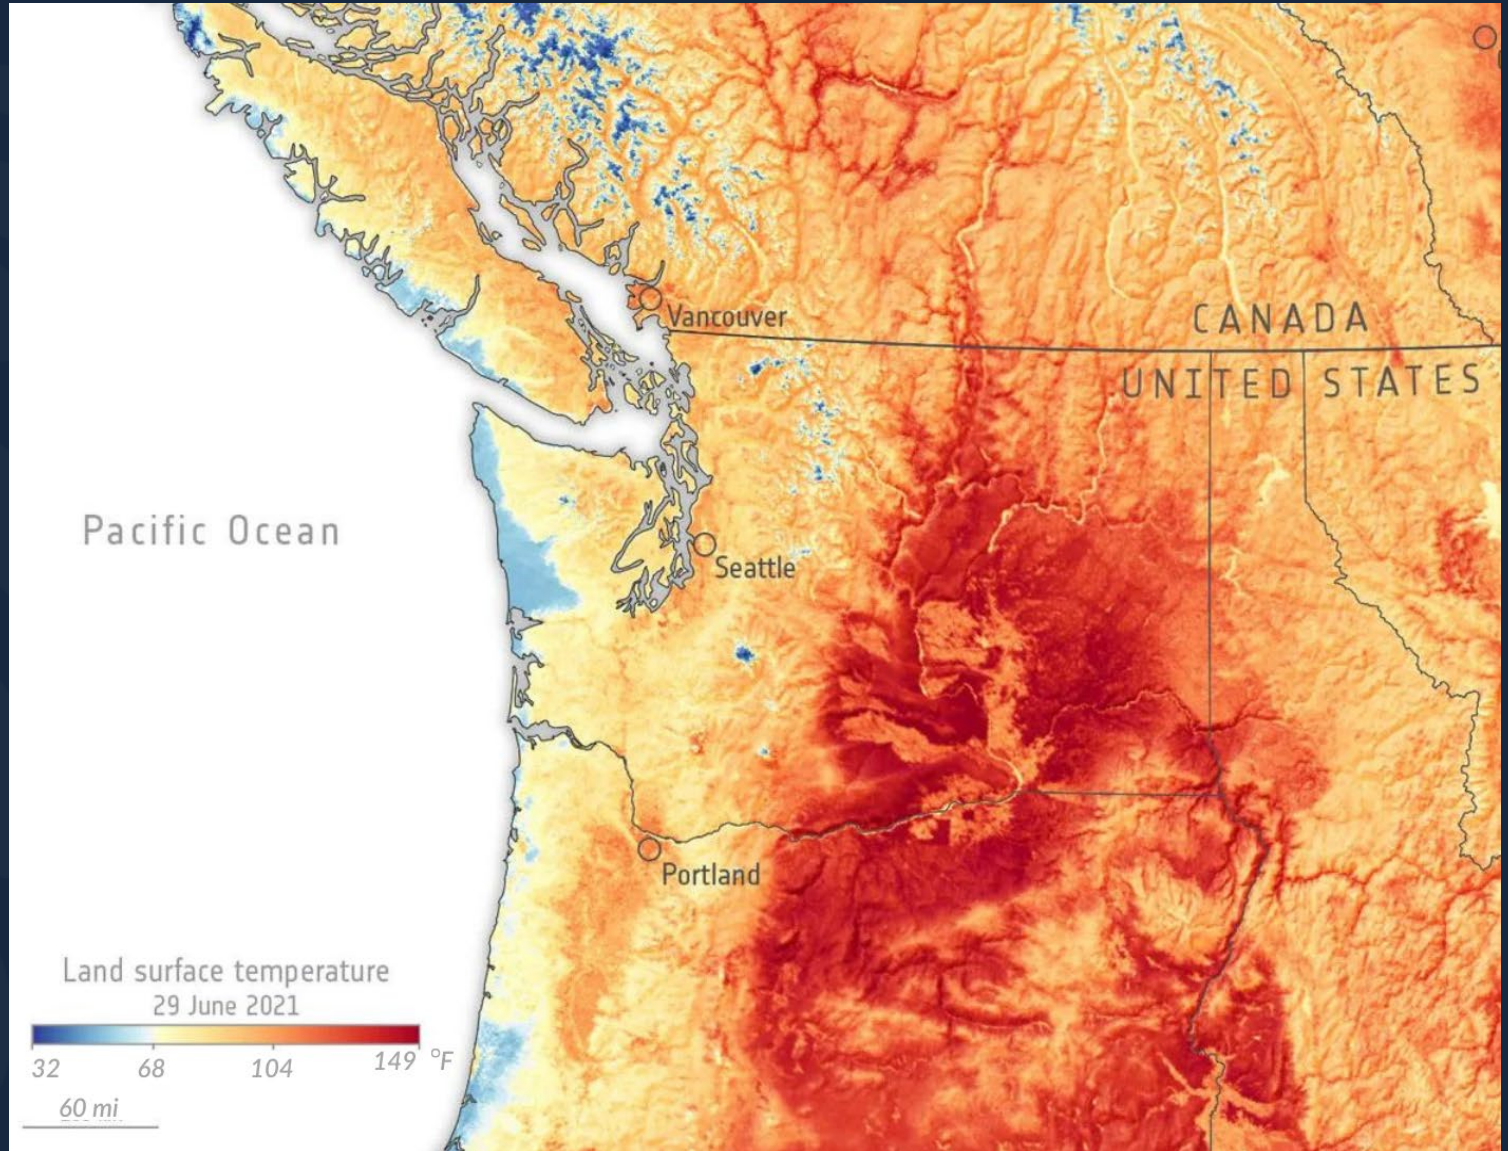 Vancouver
CANADA
UNITED STATES
Pacific Ocean
Seattle
Portland
Land surface temperature
29 June 2021
32 68 104 149 °F
60 mi